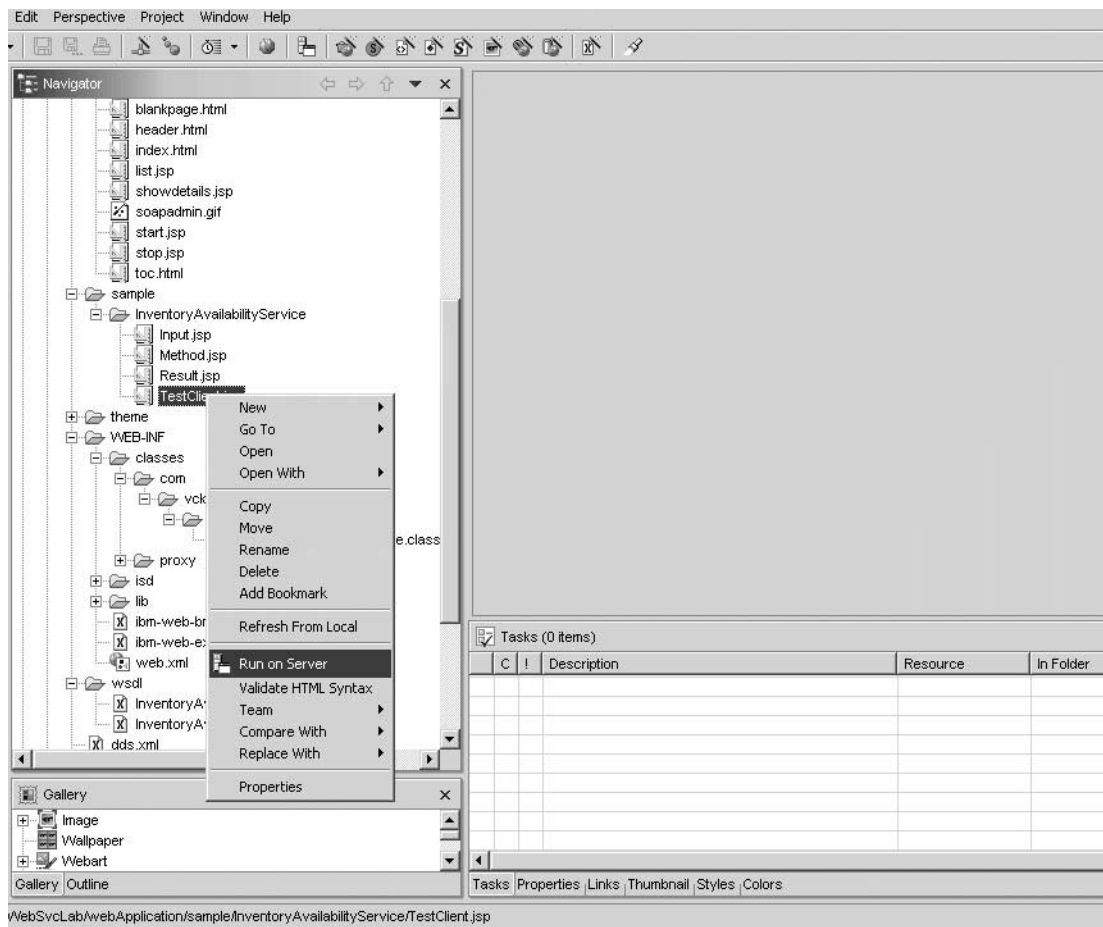 Edit Perspective Project Window Help
Navigator
blankpage.html
header.html
index.html
list.jsp
showdetails.jsp
soapadmin.gif
start.jsp
stop.jsp
toc.html
sample
InventoryAvailabilityService
Input.jsp
Method.jsp
Result.jsp
TestClie
theme
WEB-INF
classes
com
vck
e.class
proxy
isd
lib
ibm-web-br
ibm-web-e
web.xml
wsdl
InventoryA
InventoryA
dds.xml
New
Go To
Open
Open With
Copy
Move
Rename
Delete
Add Bookmark
Refresh From Local
Run on Server
Validate HTML Syntax
Team
Compare With
Replace With
Properties
Gallery
Image
Wallpaper
Webart
Gallery Outline
Tasks (0 items)
C ! Description Resource In Folder
Tasks Properties Links Thumbnail Styles Colors
WebSvcLab/webApplication/sample/InventoryAvailabilityService/TestClient.jsp